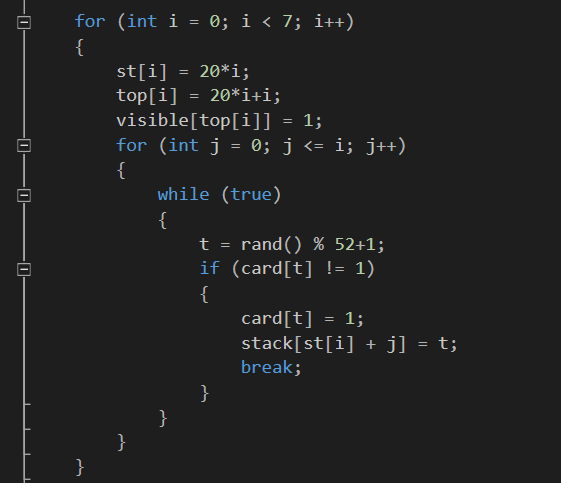 for (int i = 0; i < 7; i++)
{
st[i] = 20*i;
top[i] = 20*i+i;
visible[top[i]] = 1;
for (int j = 0; j <= i; j++)
{
while (true)
{
t = rand() % 52+1;
if (card[t] != 1)
{
card[t] = 1;
stack[st[i] + j] = t;
break;
}
}
}
}